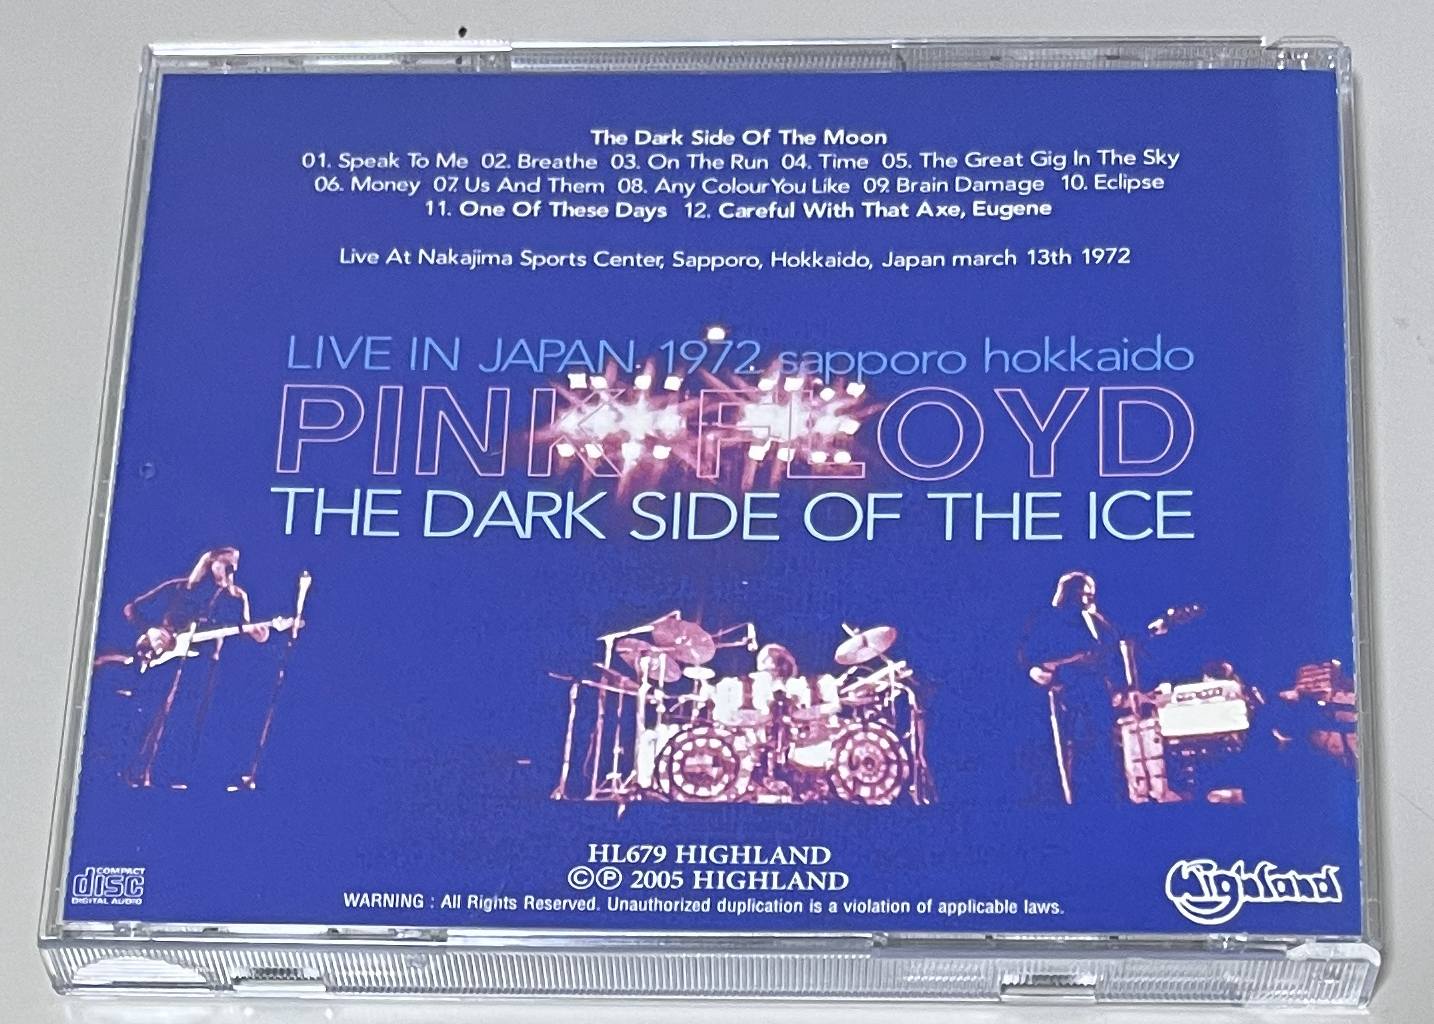 The Dark Side Of The Moon
01. Speak To Me 02. Breathe 03. On The Run 04. Time 05. The Great Gig In The Sky
06. Money 07. Us And Them 08. Any Colour You Like 09. Brain Damage 10. Eclipse
11. One Of These Days 12. Careful With That Axe, Eugene
Live At Nakajima Sports Center, Sapporo, Hokkaido, Japan march 13th 1972
LIVE IN JAPAN 1972 sapporo hokkaido
PINK FLOYD
THE DARK SIDE OF THE ICE
HL679 HIGHLAND
©℗ 2005 HIGHLAND
WARNING : All Rights Reserved. Unauthorized duplication is a violation of applicable laws.
COMPACT
disc
DIGITAL AUDIO
Highland